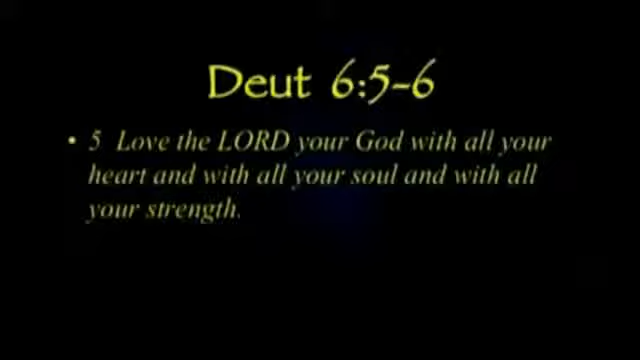 Deut 6:5-6
• 5 Love the LORD your God with all your
heart and with all your soul and with all
your strength.